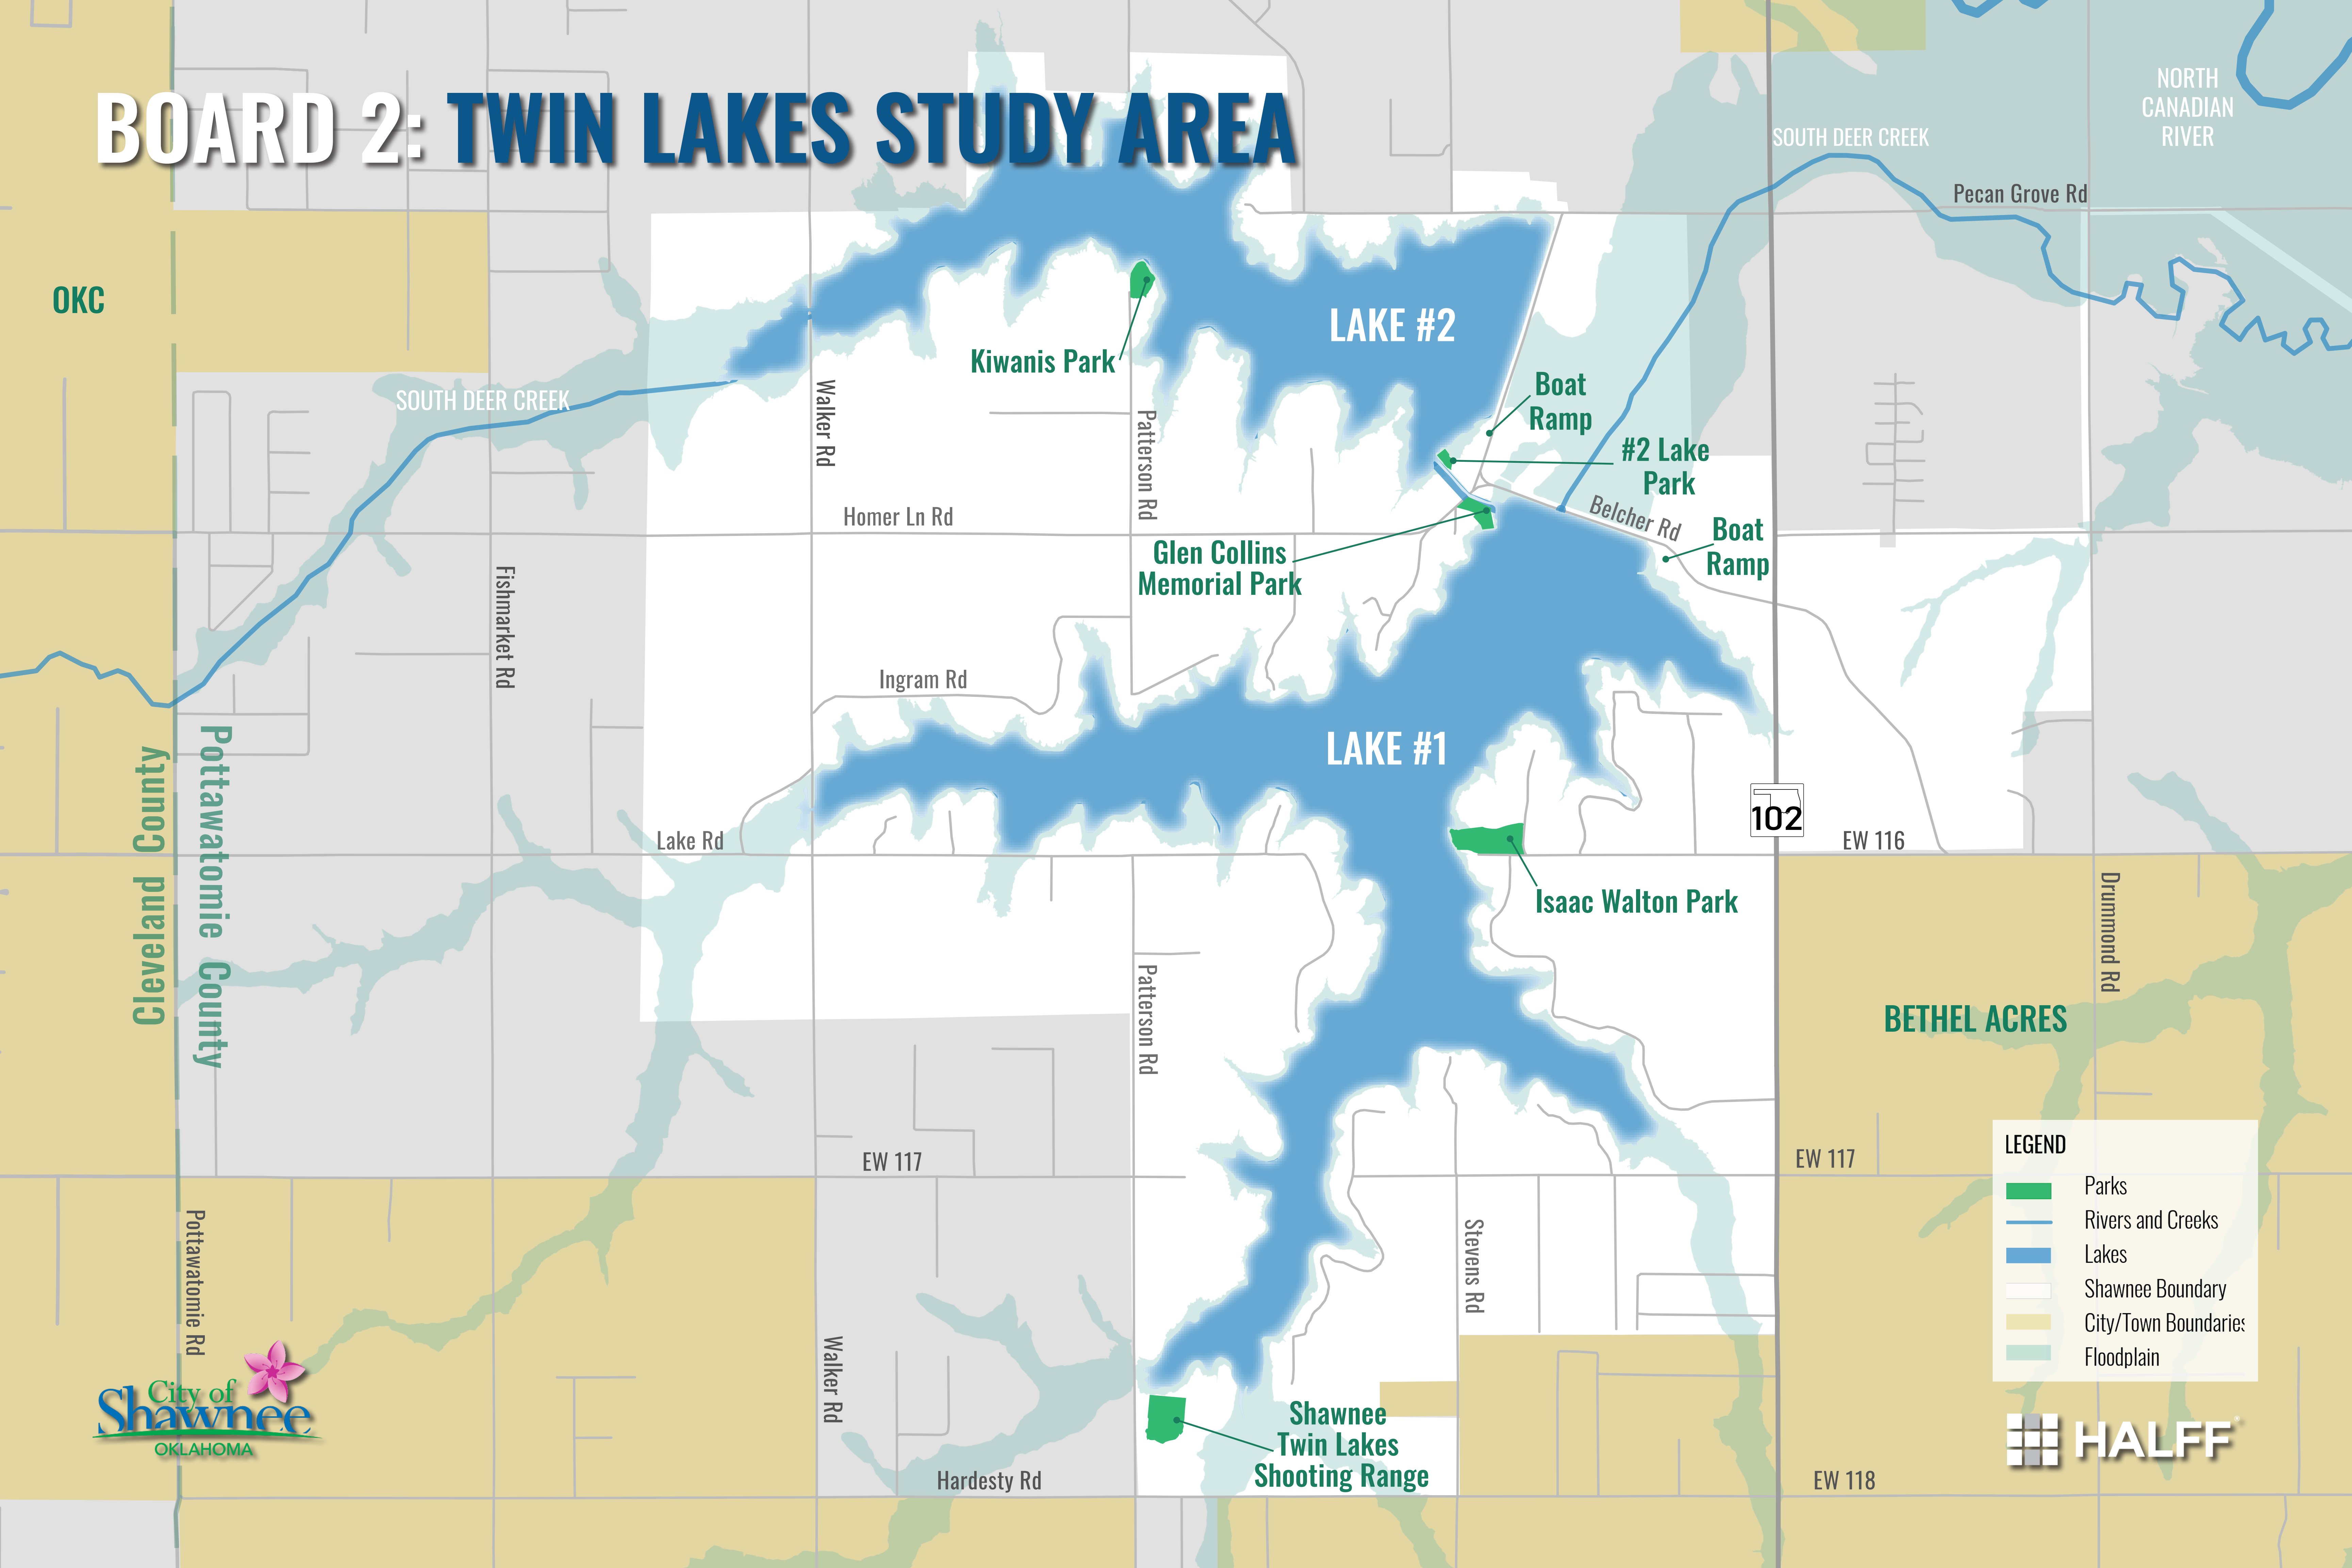 BOARD 2: TWIN LAKES STUDY AREA
NORTH
CANADIAN
RIVER
SOUTH DEER CREEK
Pecan Grove Rd
OKC
LAKE #2
Kiwanis Park
SOUTH DEER CREEK
Walker Rd
Patterson Rd
Boat
Ramp
#2 Lake
Park
Belcher Rd
Boat
Ramp
Homer Ln Rd
Glen Collins
Memorial Park
Fishmarket Rd
Ingram Rd
LAKE #1
Cleveland County
Pottawatomie County
Lake Rd
102
EW 116
Isaac Walton Park
Drummond Rd
Patterson Rd
BETHEL ACRES
EW 117
EW 117
LEGEND
Parks
Rivers and Creeks
Lakes
Shawnee Boundary
City/Town Boundaries
Floodplain
Pottawatomie Rd
Stevens Rd
Walker Rd
City of
Shawnee
OKLAHOMA
Shawnee
Twin Lakes
Shooting Range
Hardesty Rd
EW 118
HALFF